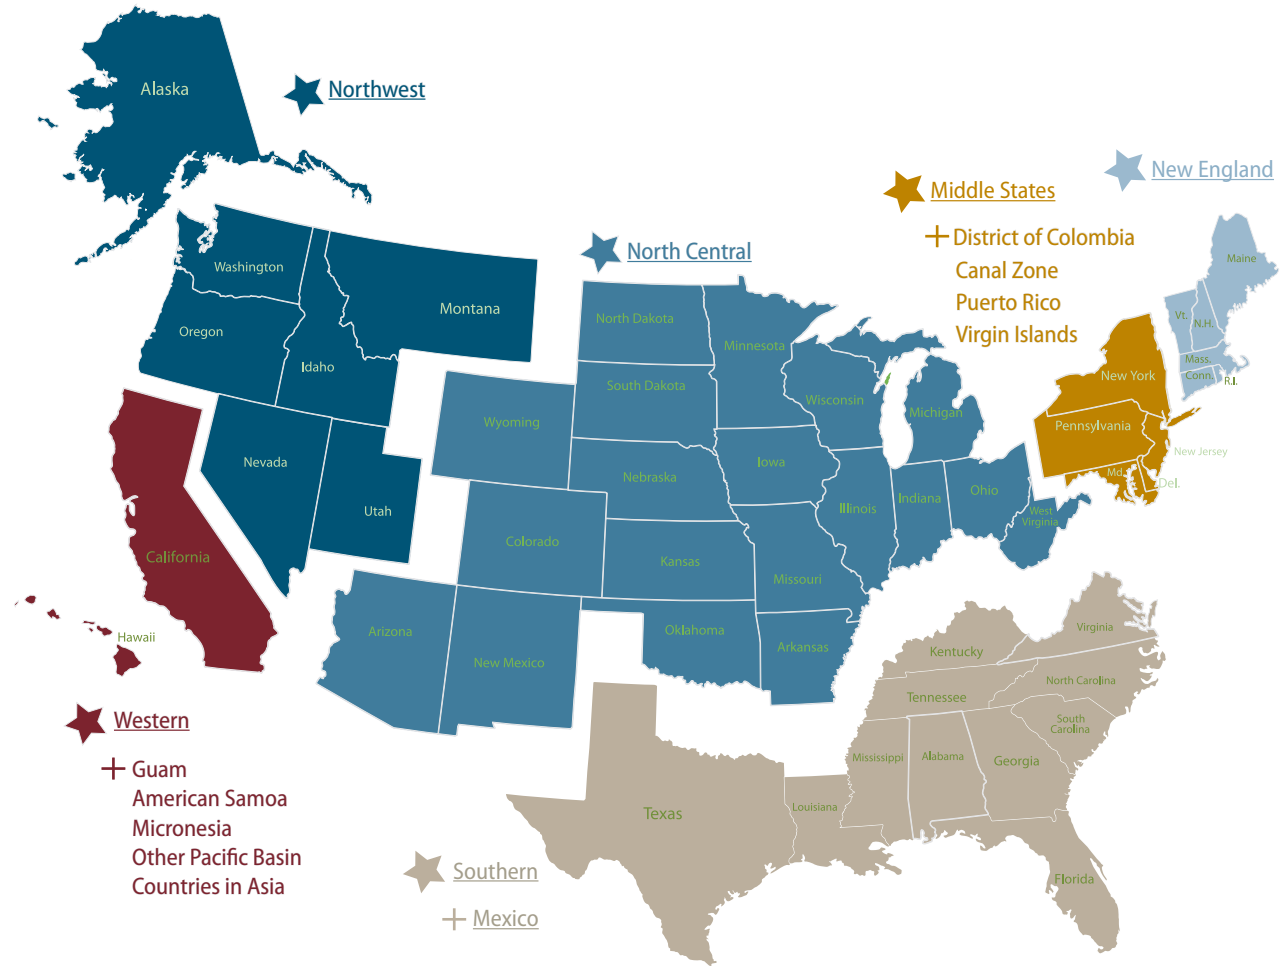 Alaska
Northwest
New England
Middle States
District of Colombia
Canal Zone
Puerto Rico
Virgin Islands
North Central
Washington
Montana
Oregon
Idaho
Nevada
Utah
California
Hawaii
North Dakota
Minnesota
South Dakota
Wisconsin
Michigan
Wyoming
Nebraska
Iowa
Illinois
Indiana
Ohio
West
Virginia
Colorado
Kansas
Missouri
Arizona
New Mexico
Oklahoma
Arkansas
Maine
Vt.
N.H.
Mass.
Conn.
R.I.
New York
Pennsylvania
New Jersey
Md.
Del.
Virginia
Kentucky
North Carolina
Tennessee
South
Carolina
Mississippi
Alabama
Georgia
Texas
Louisiana
Florida
Western
Guam
American Samoa
Micronesia
Other Pacific Basin
Countries in Asia
Southern
Mexico